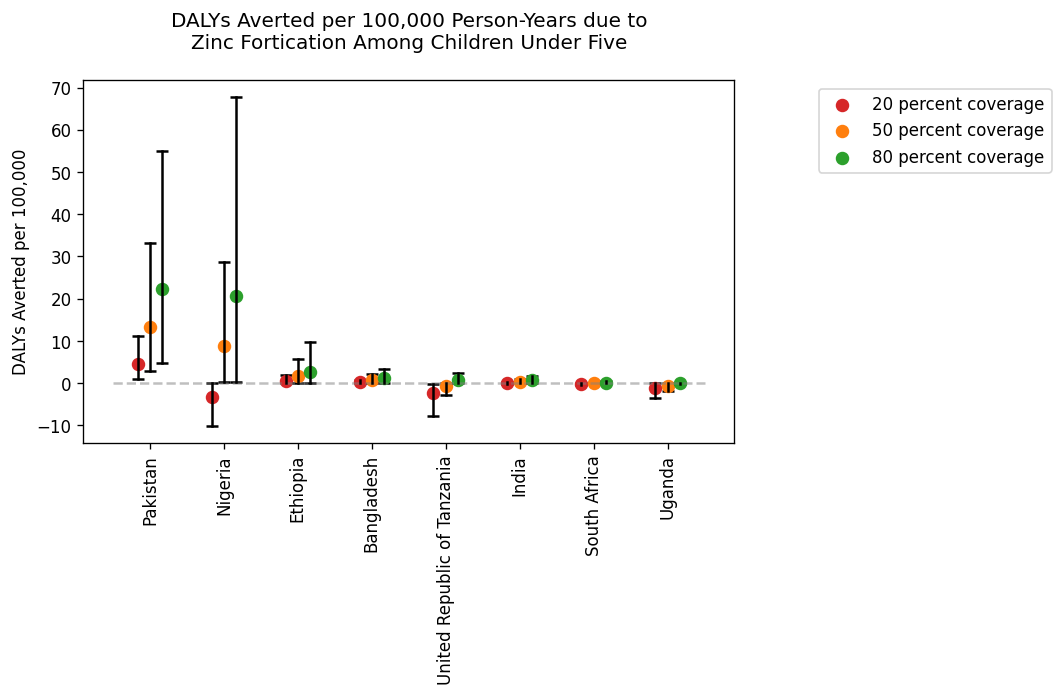 DALYs Averted per 100,000 Person-Years due to
Zinc Fortication Among Children Under Five
20 percent coverage
50 percent coverage
80 percent coverage
DALYs Averted per 100,000
70
60
50
40
30
20
10
0
−10
Pakistan
Nigeria
Ethiopia
Bangladesh
United Republic of Tanzania
India
South Africa
Uganda